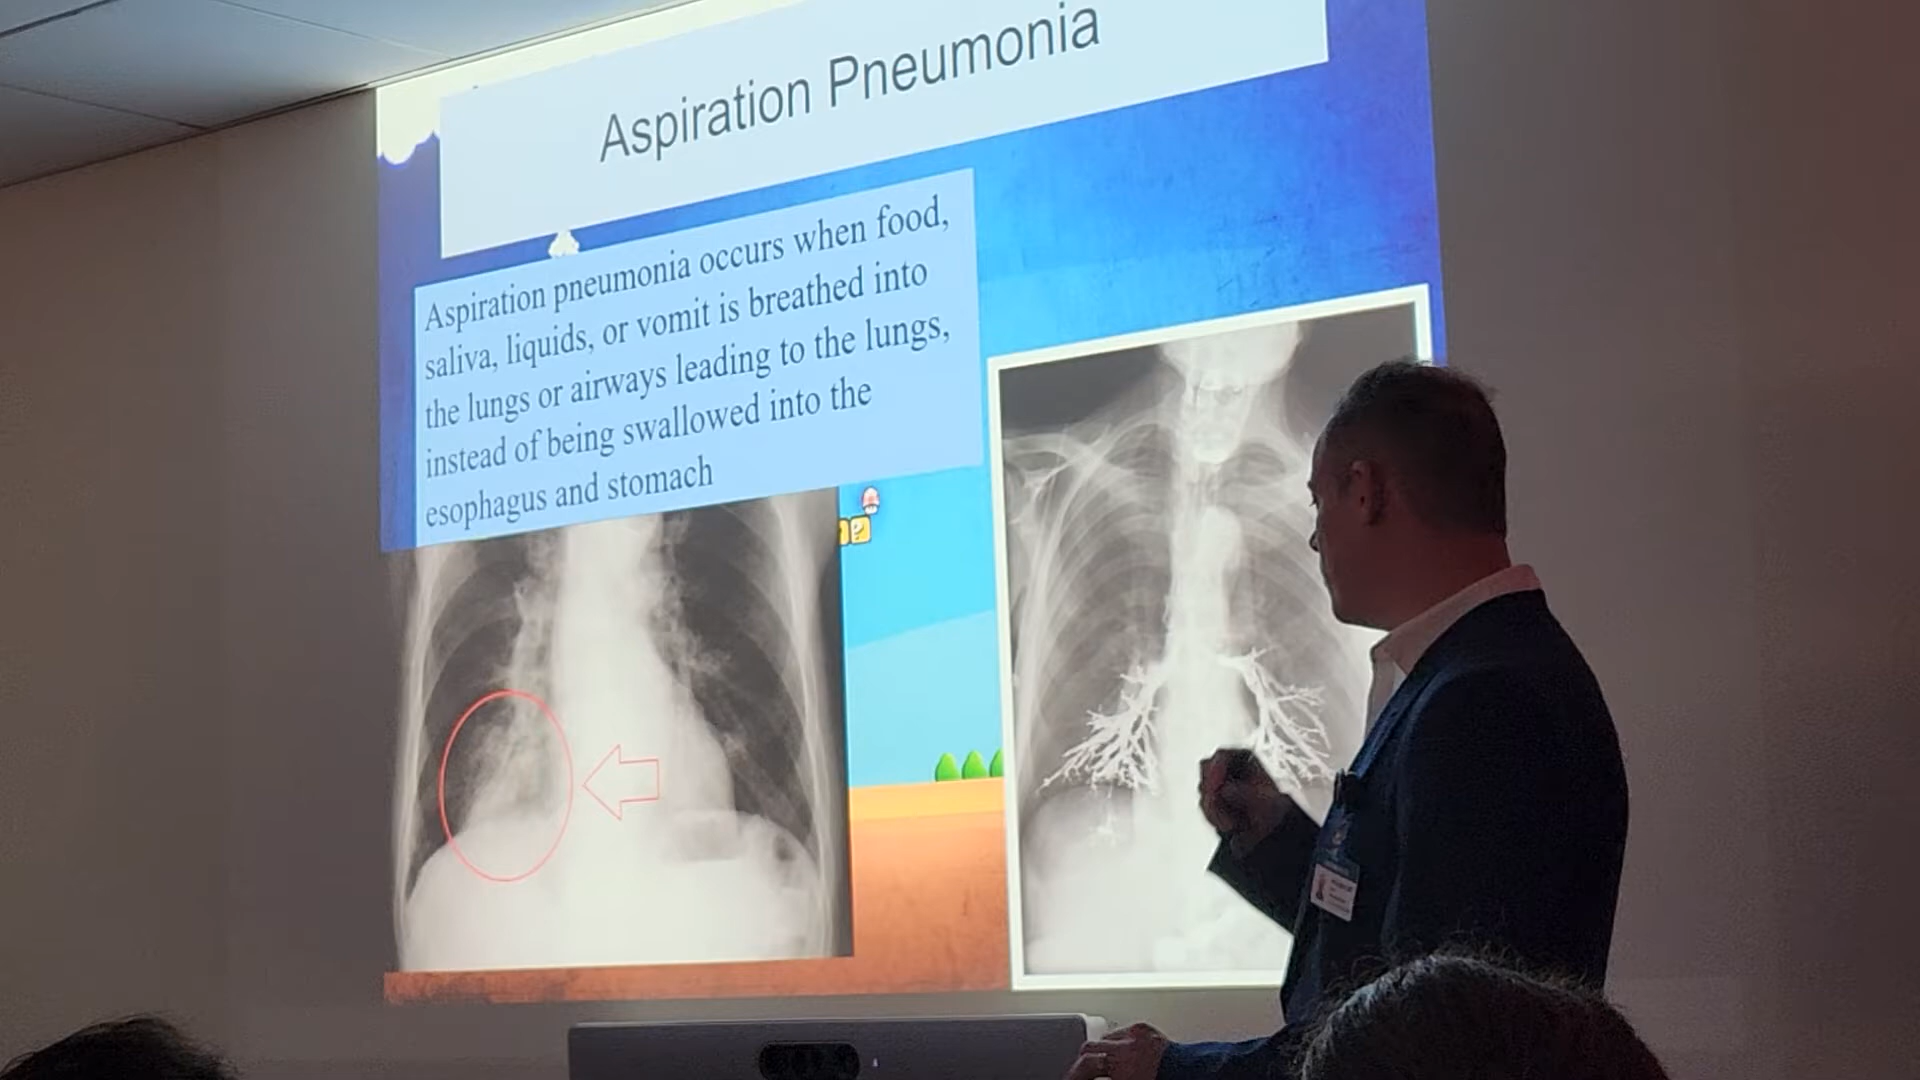 Aspiration Pneumonia
Aspiration pneumonia occurs when food,
saliva, liquids, or vomit is breathed into
the lungs or airways leading to the lungs,
instead of being swallowed into the
esophagus and stomach